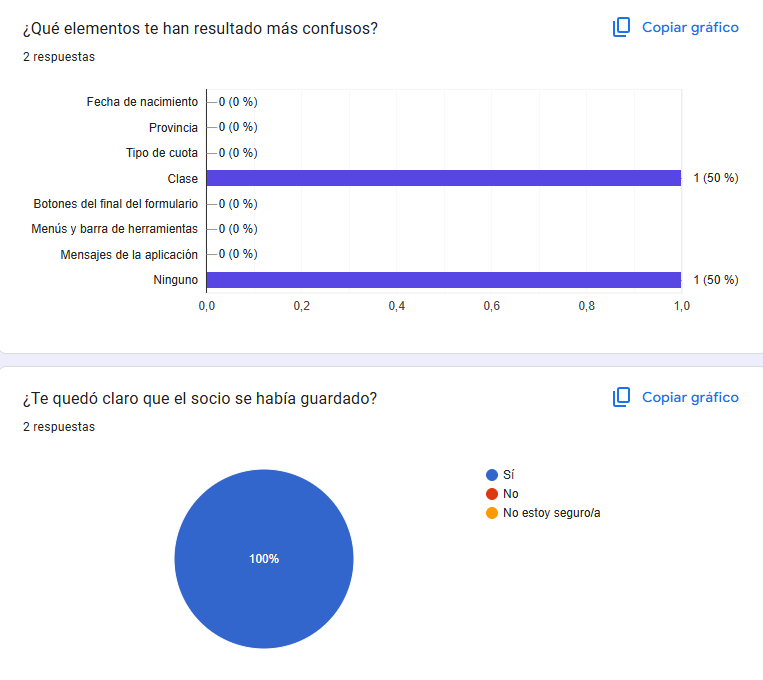 ¿Qué elementos te han resultado más confusos?
Copiar gráfico
2 respuestas
Fecha de nacimiento 0 (0 %)
Provincia 0 (0 %)
Tipo de cuota 0 (0 %)
Clase 1 (50 %)
Botones del final del formulario 0 (0 %)
Menús y barra de herramientas 0 (0 %)
Mensajes de la aplicación 0 (0 %)
Ninguno 1 (50 %)
0,0 0,2 0,4 0,6 0,8 1,0
¿Te quedó claro que el socio se había guardado?
Copiar gráfico
2 respuestas
Sí
No
No estoy seguro/a
100%